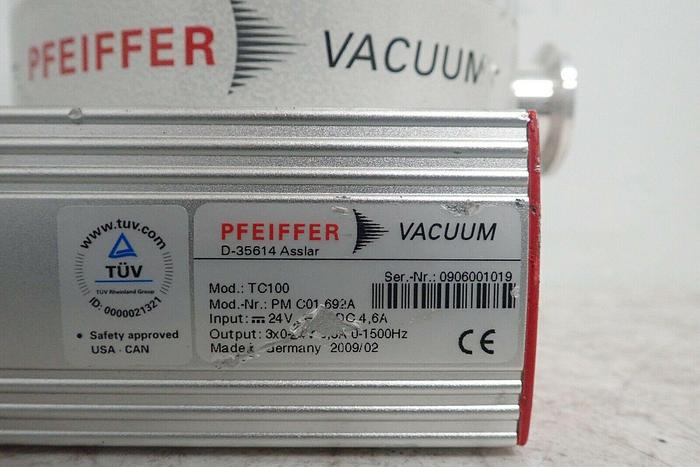 PFEIFFER VACUUM
www.tuv.com
TÜV
TÜV Rheinland Group
ID: 0000021321
• Safety approved
USA - CAN
PFEIFFER VACUUM
D-35614 Asslar
Ser.-Nr.: 0906001019
Mod.: TC100
Mod.-Nr.: PM C01 692A
Input: 24V DC 4,6A
Output: 0-1500Hz
Made Germany 2009/02
CE